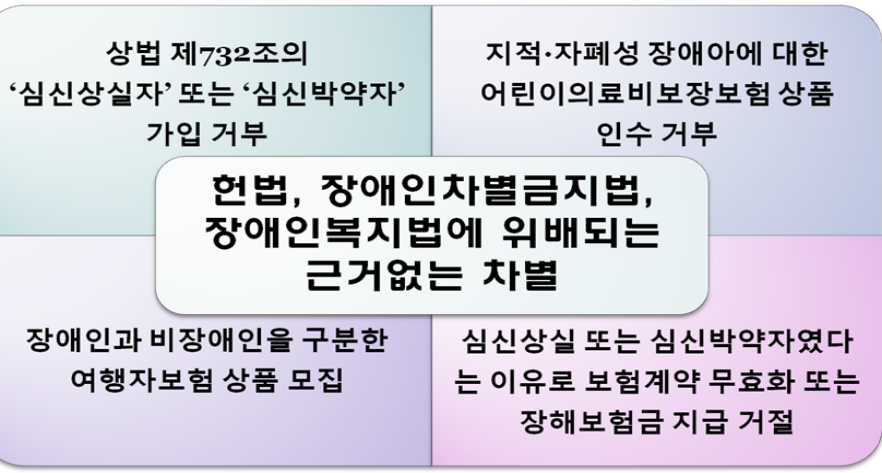 상법 제732조의
‘심신상실자’ 또는 ‘심신박약자’
가입 거부
지적·자폐성 장애아에 대한
어린이의료비보장보험 상품
인수 거부
헌법, 장애인차별금지법,
장애인복지법에 위배되는
근거없는 차별
장애인과 비장애인을 구분한
여행자보험 상품 모집
심신상실 또는 심신박약자였다
는 이유로 보험계약 무효화 또는
장해보험금 지급 거절